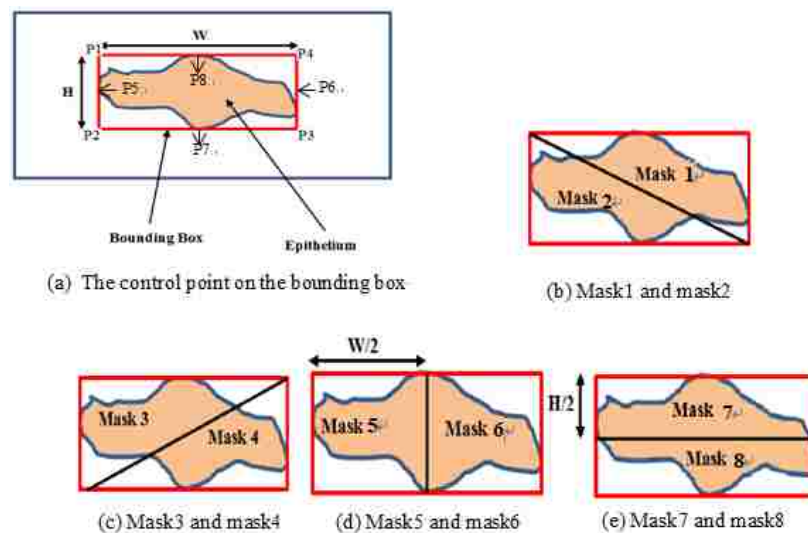 W
P1
P4
P8
H
P5
P6
P2
P3
P7
Bounding Box
Epithelium
(a) The control point on the bounding box
Mask 1
Mask 2
(b) Mask1 and mask2
Mask 3
Mask 4
(c) Mask3 and mask4
W/2
Mask 5
Mask 6
(d) Mask5 and mask6
H/2
Mask 7
Mask 8
(e) Mask7 and mask8